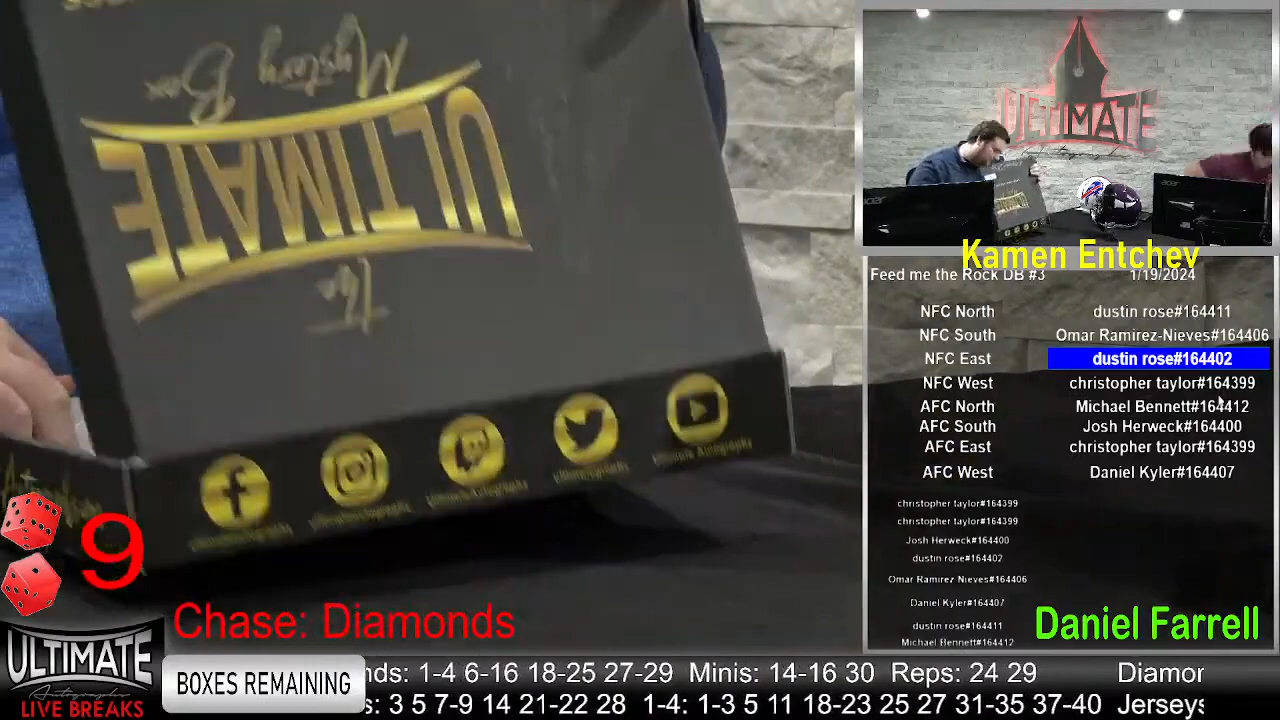 Mystery
Box
ULTIMATE
The
ULTIMATE
acer
acer
Kamen Entchev
Feed me the Rock DB #3 1/19/2024
NFC North dustin rose#164411
NFC South Omar Ramirez-Nieves#164406
NFC East dustin rose#164402
NFC West christopher taylor#164399
AFC North Michael Bennett#164412
AFC South Josh Herweck#164400
AFC East christopher taylor#164399
AFC West Daniel Kyler#164407
christopher taylor#164399
christopher taylor#164399
Josh Herweck#164400
dustin rose#164402
Omar Ramirez Nieves#164406
Daniel Kyler#164407
dustin rose#164411
Michael Bennett#164412
Daniel Farrell
9
Chase: Diamonds
ULTIMATE
Autographs
LIVE BREAKS
BOXES REMAINING
nds: 1-4 6-16 18-25 27-29 Minis: 14-16 30 Reps: 24 29 Diamor
s: 3 5 7-9 14 21-22 28 1-4: 1-3 5 11 18-23 25 27 31-35 37-40 Jerseys